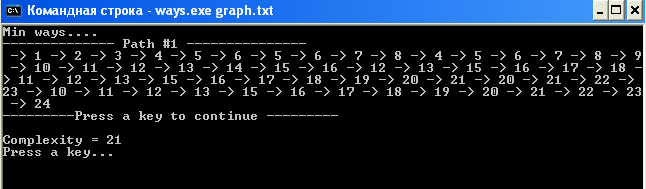 Командная строка - ways.exe graph.txt
Min ways....
-------------- Path #1 ---------------
 -> 1 -> 2 -> 3 -> 4 -> 5 -> 6 -> 5 -> 6 -> 7 -> 8 -> 4 -> 5 -> 6 -> 7 -> 8 -> 9
 -> 10 -> 11 -> 12 -> 13 -> 14 -> 15 -> 16 -> 12 -> 13 -> 15 -> 16 -> 17 -> 18 -
> 11 -> 12 -> 13 -> 15 -> 16 -> 17 -> 18 -> 19 -> 20 -> 21 -> 20 -> 21 -> 22 ->
23 -> 10 -> 11 -> 12 -> 13 -> 15 -> 16 -> 17 -> 18 -> 19 -> 20 -> 21 -> 22 -> 23
 -> 24
---------Press a key to continue ---------
Complexity = 21
Press a key...